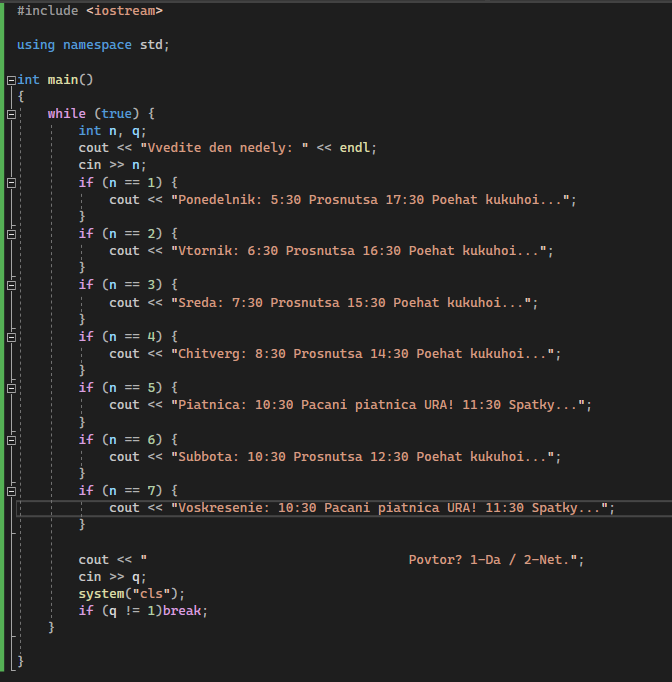 #include <iostream>
using namespace std;
int main()
{
while (true) {
int n, q;
cout << "Vvedite den nedely: " << endl;
cin >> n;
if (n == 1) {
cout << "Ponedelnik: 5:30 Prosnutsa 17:30 Poehat kukuhoi...";
}
if (n == 2) {
cout << "Vtornik: 6:30 Prosnutsa 16:30 Poehat kukuhoi...";
}
if (n == 3) {
cout << "Sreda: 7:30 Prosnutsa 15:30 Poehat kukuhoi...";
}
if (n == 4) {
cout << "Chitverg: 8:30 Prosnutsa 14:30 Poehat kukuhoi...";
}
if (n == 5) {
cout << "Piatnica: 10:30 Pacani piatnica URA! 11:30 Spatky...";
}
if (n == 6) {
cout << "Subbota: 10:30 Prosnutsa 12:30 Poehat kukuhoi...";
}
if (n == 7) {
cout << "Voskresenie: 10:30 Pacani piatnica URA! 11:30 Spatky...";
}
cout << "                                  Povtor? 1-Da / 2-Net.";
cin >> q;
system("cls");
if (q != 1)break;
}
}